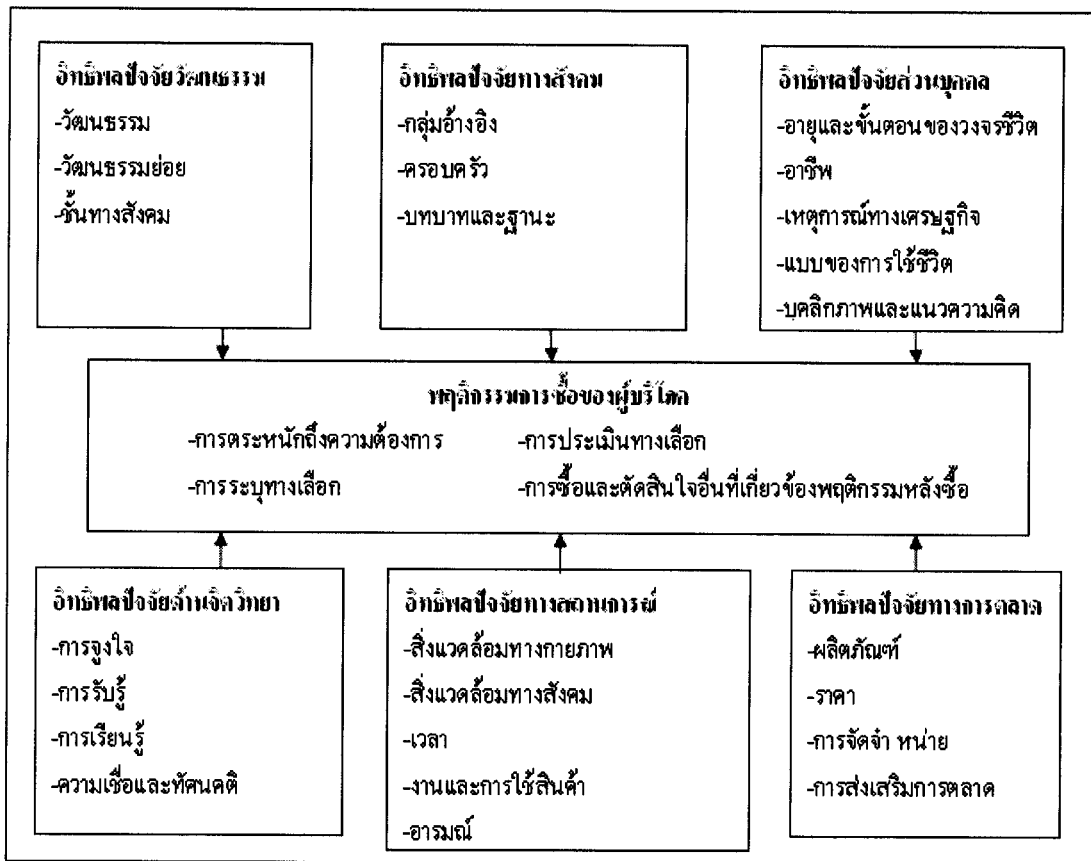 อิทธิพลปัจจัยวัฒนธรรม
-วัฒนธรรม
-วัฒนธรรมย่อย
-ชั้นทางสังคม
อิทธิพลปัจจัยทางสังคม
-กลุ่มอ้างอิง
-ครอบครัว
-บทบาทและฐานะ
อิทธิพลปัจจัยส่วนบุคคล
-อายุและขั้นตอนของวงจรชีวิต
-อาชีพ
-เหตุการณ์ทางเศรษฐกิจ
-แบบของการใช้ชีวิต
-บุคลิกภาพและแนวความคิด
พฤติกรรมการซื้อของผู้บริโภค
-การตระหนักถึงความต้องการ -การประเมินทางเลือก
-การระบุทางเลือก -การซื้อและตัดสินใจอื่นที่เกี่ยวข้องพฤติกรรมหลังซื้อ
อิทธิพลปัจจัยด้านจิตวิทยา
-การจูงใจ
-การรับรู้
-การเรียนรู้
-ความเชื่อและทัศนคติ
อิทธิพลปัจจัยทางสถานการณ์
-สิ่งแวดล้อมทางกายภาพ
-สิ่งแวดล้อมทางสังคม
-เวลา
-งานและการใช้สินค้า
-อารมณ์
อิทธิพลปัจจัยทางการตลาด
-ผลิตภัณฑ์
-ราคา
-การจัดจำ หน่าย
-การส่งเสริมการตลาด